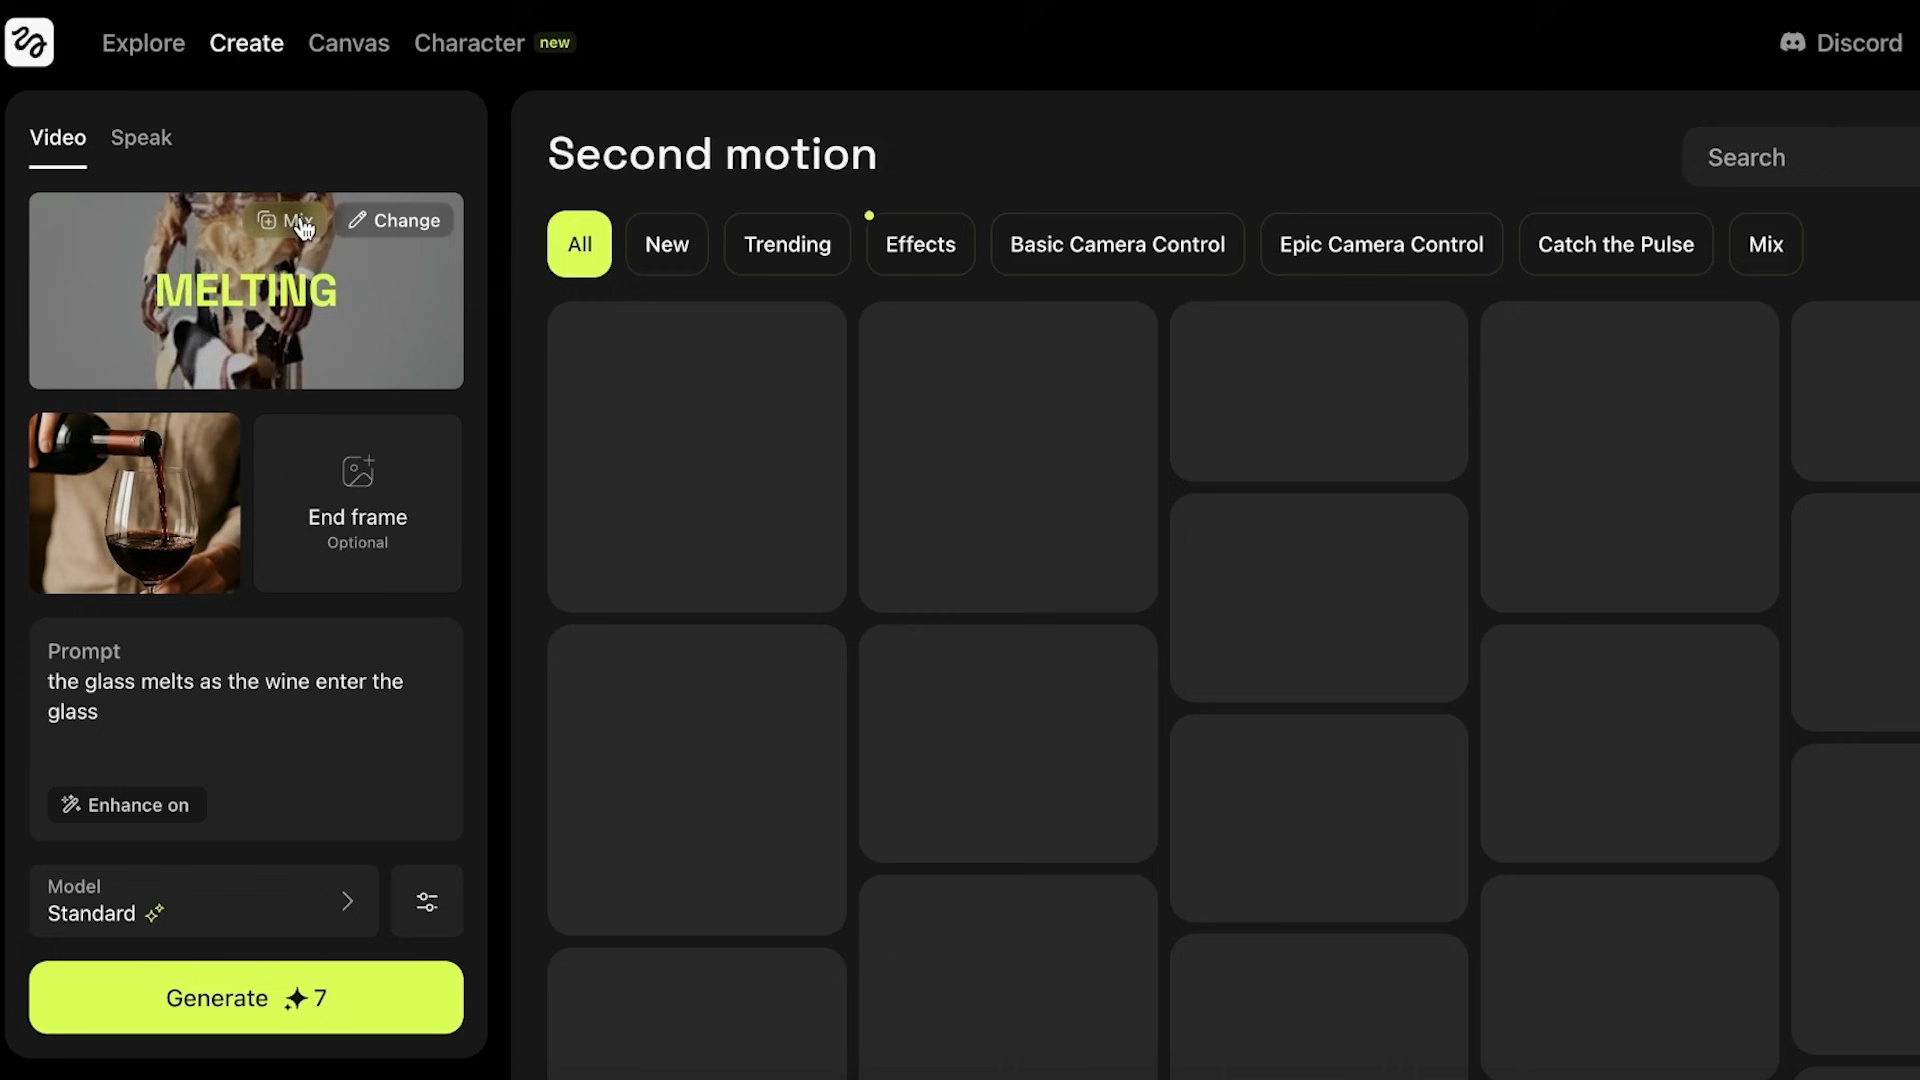 Explore
Create
Canvas
Character
new
Discord
Video
Speak
Mix
Change
MELTING
End frame
Optional
Prompt
the glass melts as the wine enter the
glass
Enhance on
Model
Standard
Generate 7
Second motion
Search
All
New
Trending
Effects
Basic Camera Control
Epic Camera Control
Catch the Pulse
Mix